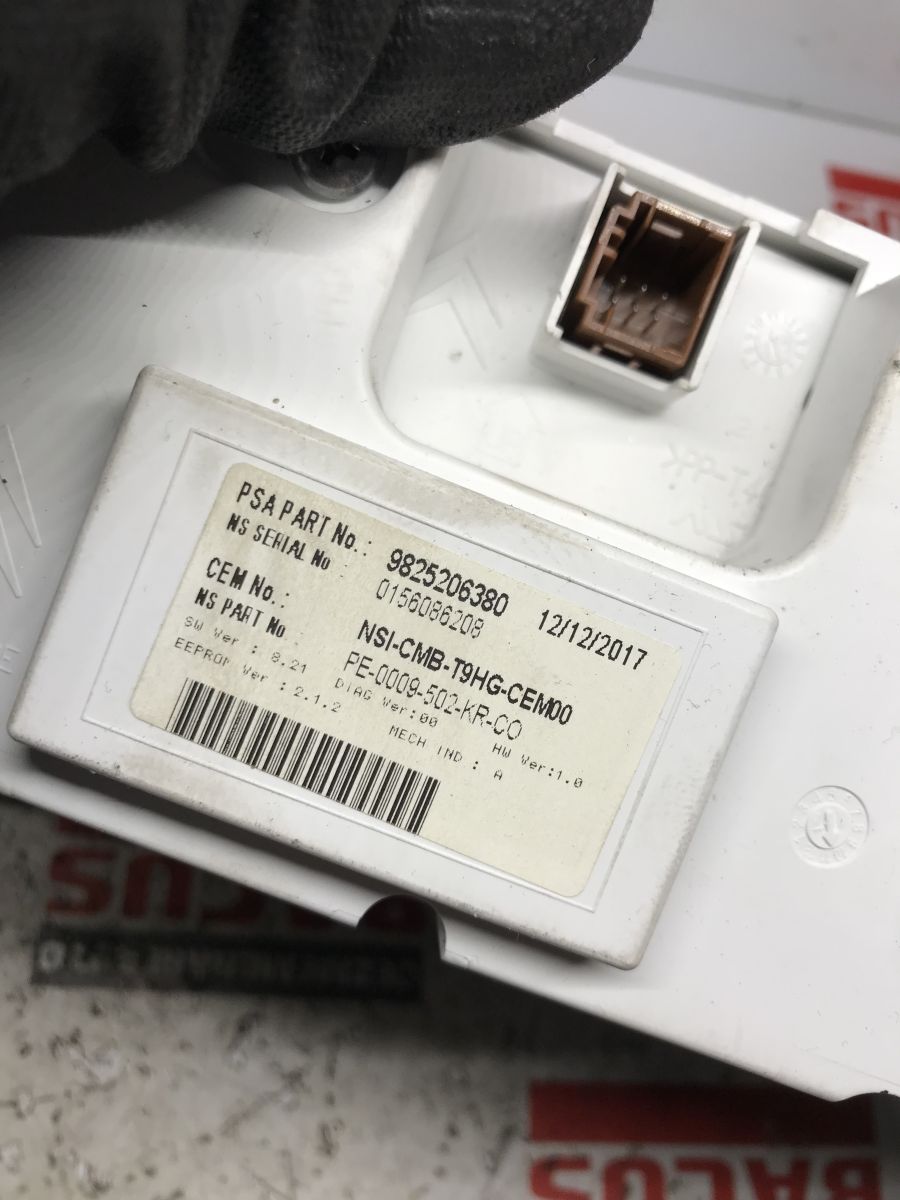 PSA PART No.: 9825206380 12/12/2017
NS SERIAL No : 0156086208
CEM No.: NSI-CMB-T9HG-CEM00
NS PART No : PE-0009-502-KR-CO
SW Ver : 8.21 DIAG Ver:00 HW Ver:1.0
EEPROM Ver : 2.1.2 MECH IND : A
BACUS
BACUS